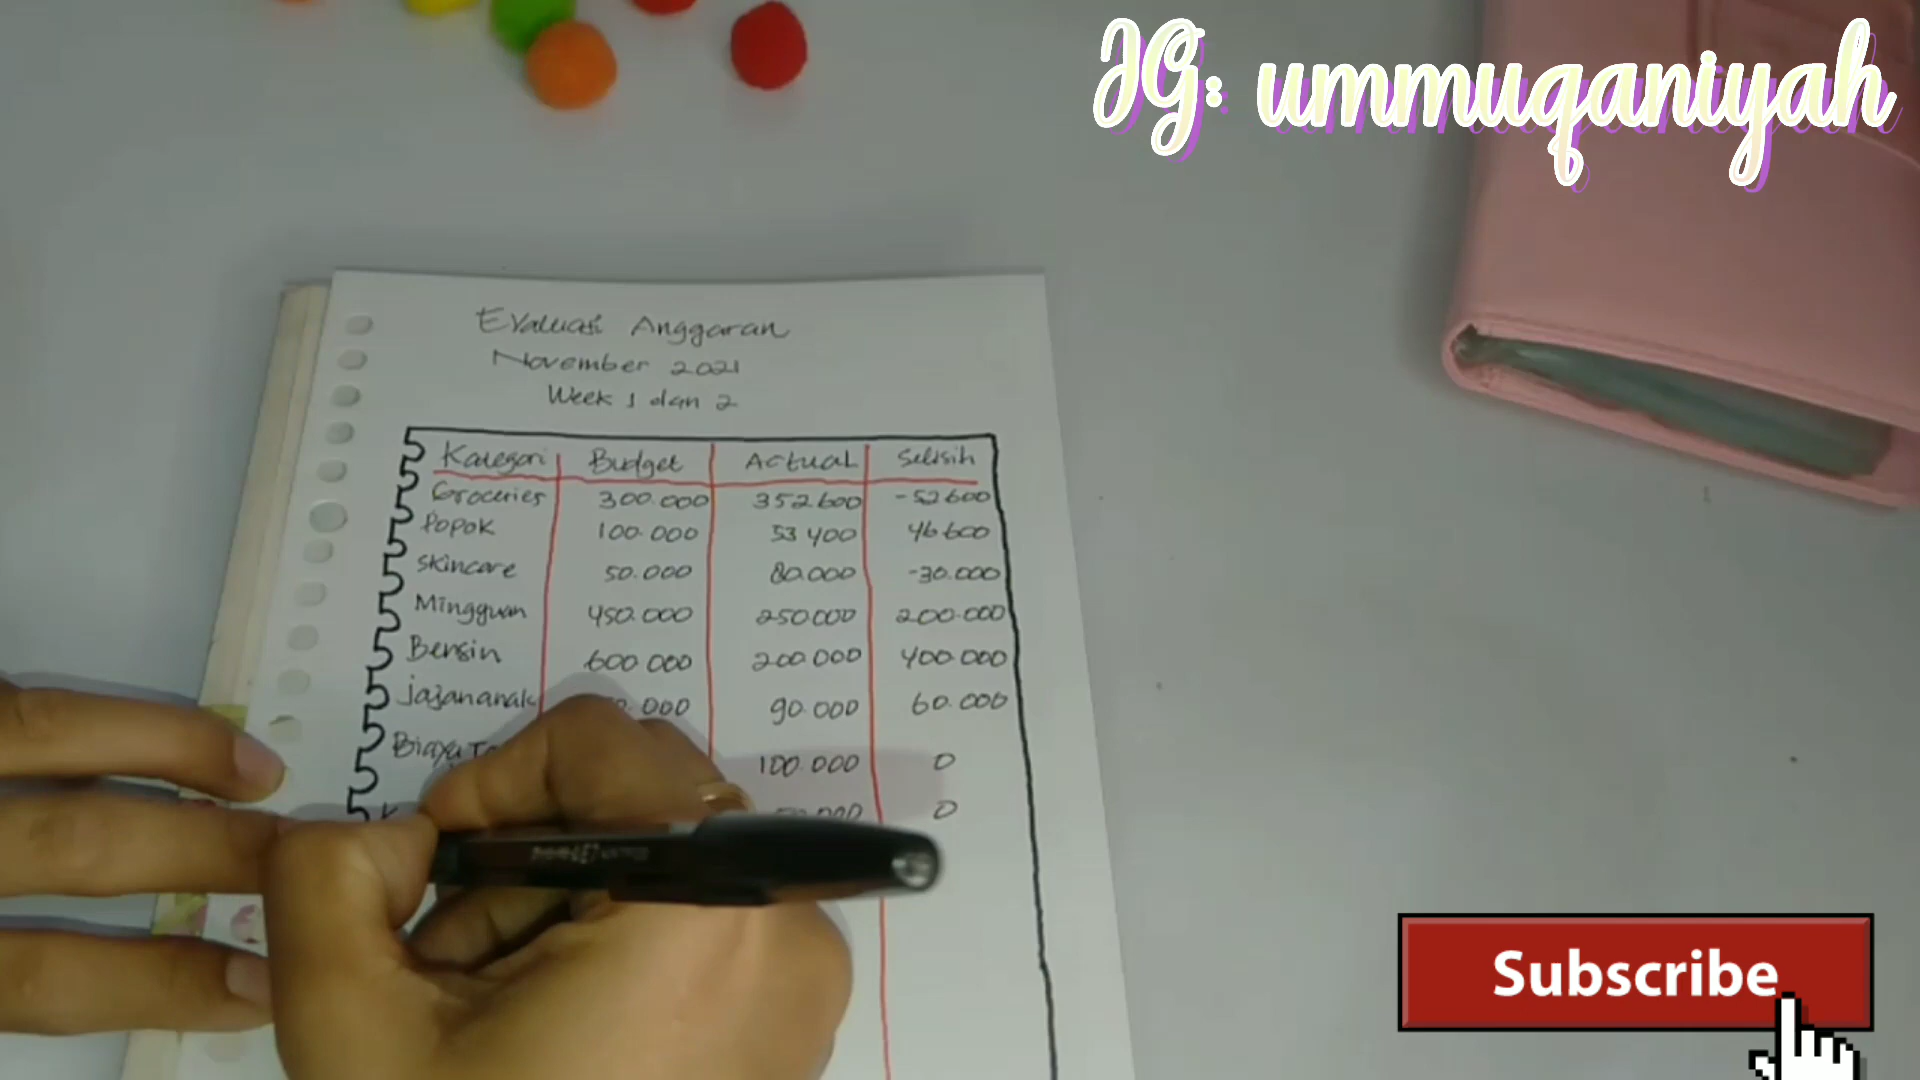 IG: ummuqaniyah
Evaluasi Anggaran
November 2021
Week 1 dan 2
Kategori Budget Actual Selisih
Groceries 300.000 352.600 -52.600
Popok 100.000 53.400 46.600
Skincare 50.000 80.000 -30.000
Mingguan 450.000 250.000 200.000
Bensin 600.000 200.000 400.000
jajan anak 90.000 60.000
Biaya 100.000 0
0
Subscribe